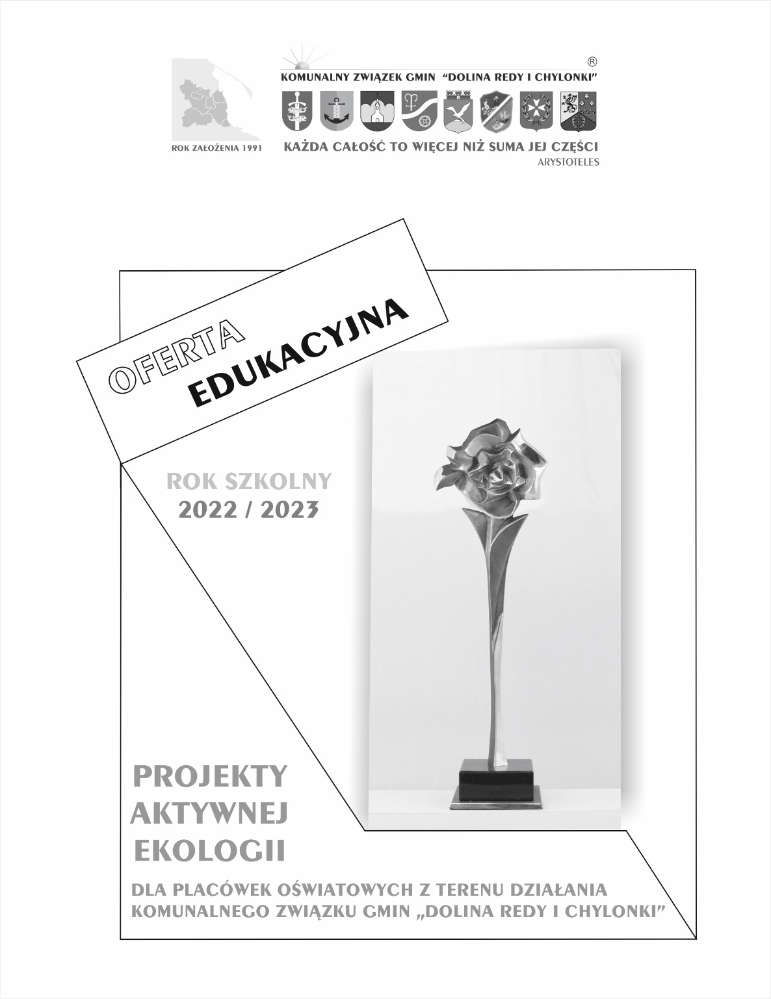 ®
KOMUNALNY ZWIĄZEK GMIN “DOLINA REDY I CHYLONKI”
ROK ZAŁOŻENIA 1991
KAŻDA CAŁOŚĆ TO WIĘCEJ NIŻ SUMA JEJ CZĘŚCI
ARYSTOTELES
OFERTA
EDUKACYJNA
ROK SZKOLNY
2022 / 2023
PROJEKTY
AKTYWNEJ
EKOLOGII
DLA PLACÓWEK OŚWIATOWYCH Z TERENU DZIAŁANIA
KOMUNALNEGO ZWIĄZKU GMIN „DOLINA REDY I CHYLONKI”